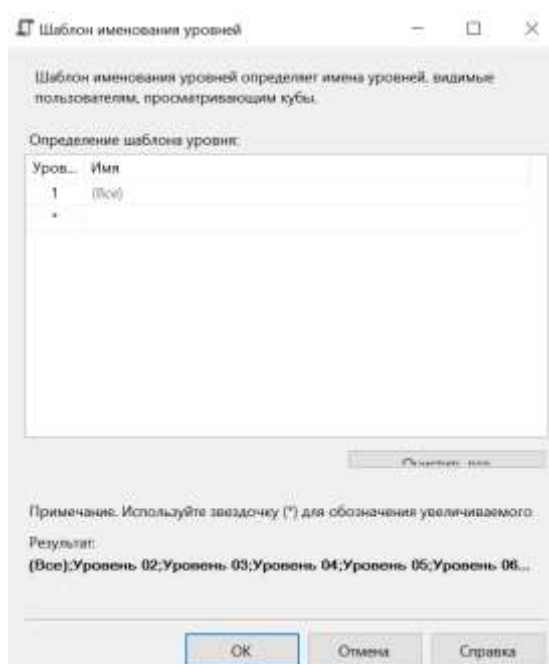 Шаблон именования уровней
Шаблон именования уровней определяет имена уровней, видимые
пользователям, просматривающим кубы.
Определение шаблона уровня:
Уров... Имя
1 (Все)
*
Примечание. Используйте звездочку (*) для обозначения увеличиваемого
Результат:
(Все);Уровень 02;Уровень 03;Уровень 04;Уровень 05;Уровень 06...
OK Отмена Справка